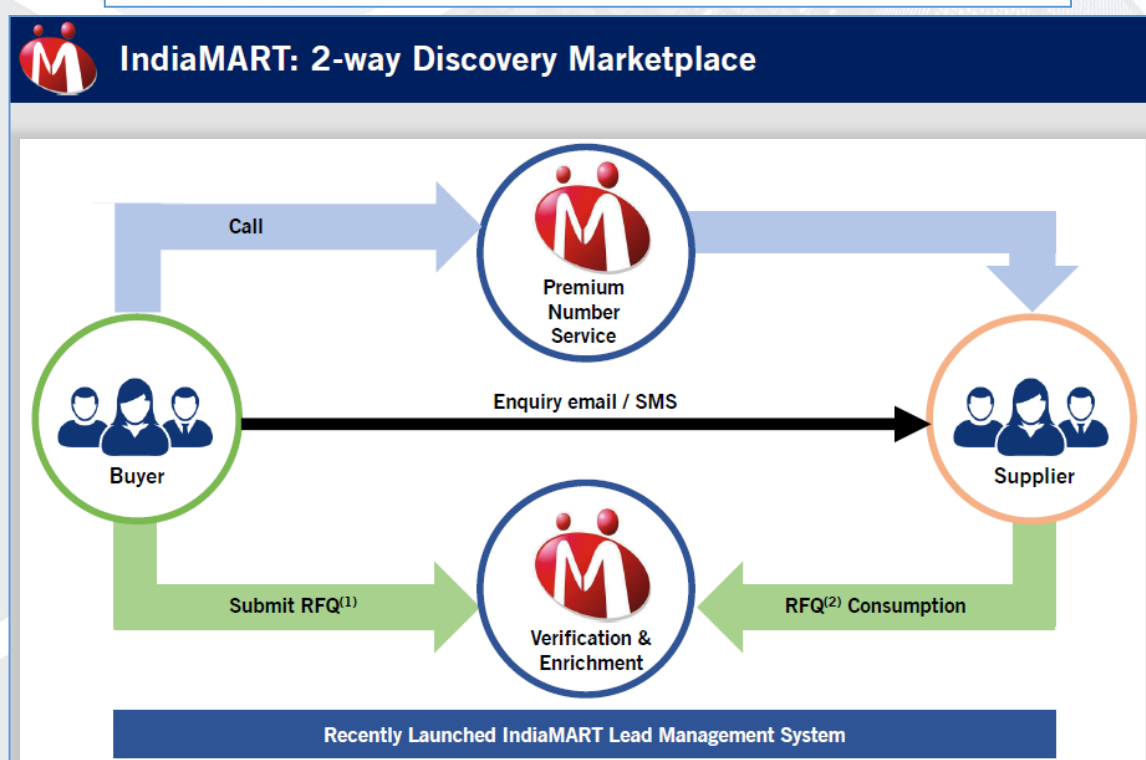 IndiaMART: 2-way Discovery Marketplace
Call
Premium
Number
Service
Enquiry email / SMS
Buyer
Supplier
Submit RFQ(1)
RFQ(2) Consumption
Verification &
Enrichment
Recently Launched IndiaMART Lead Management System